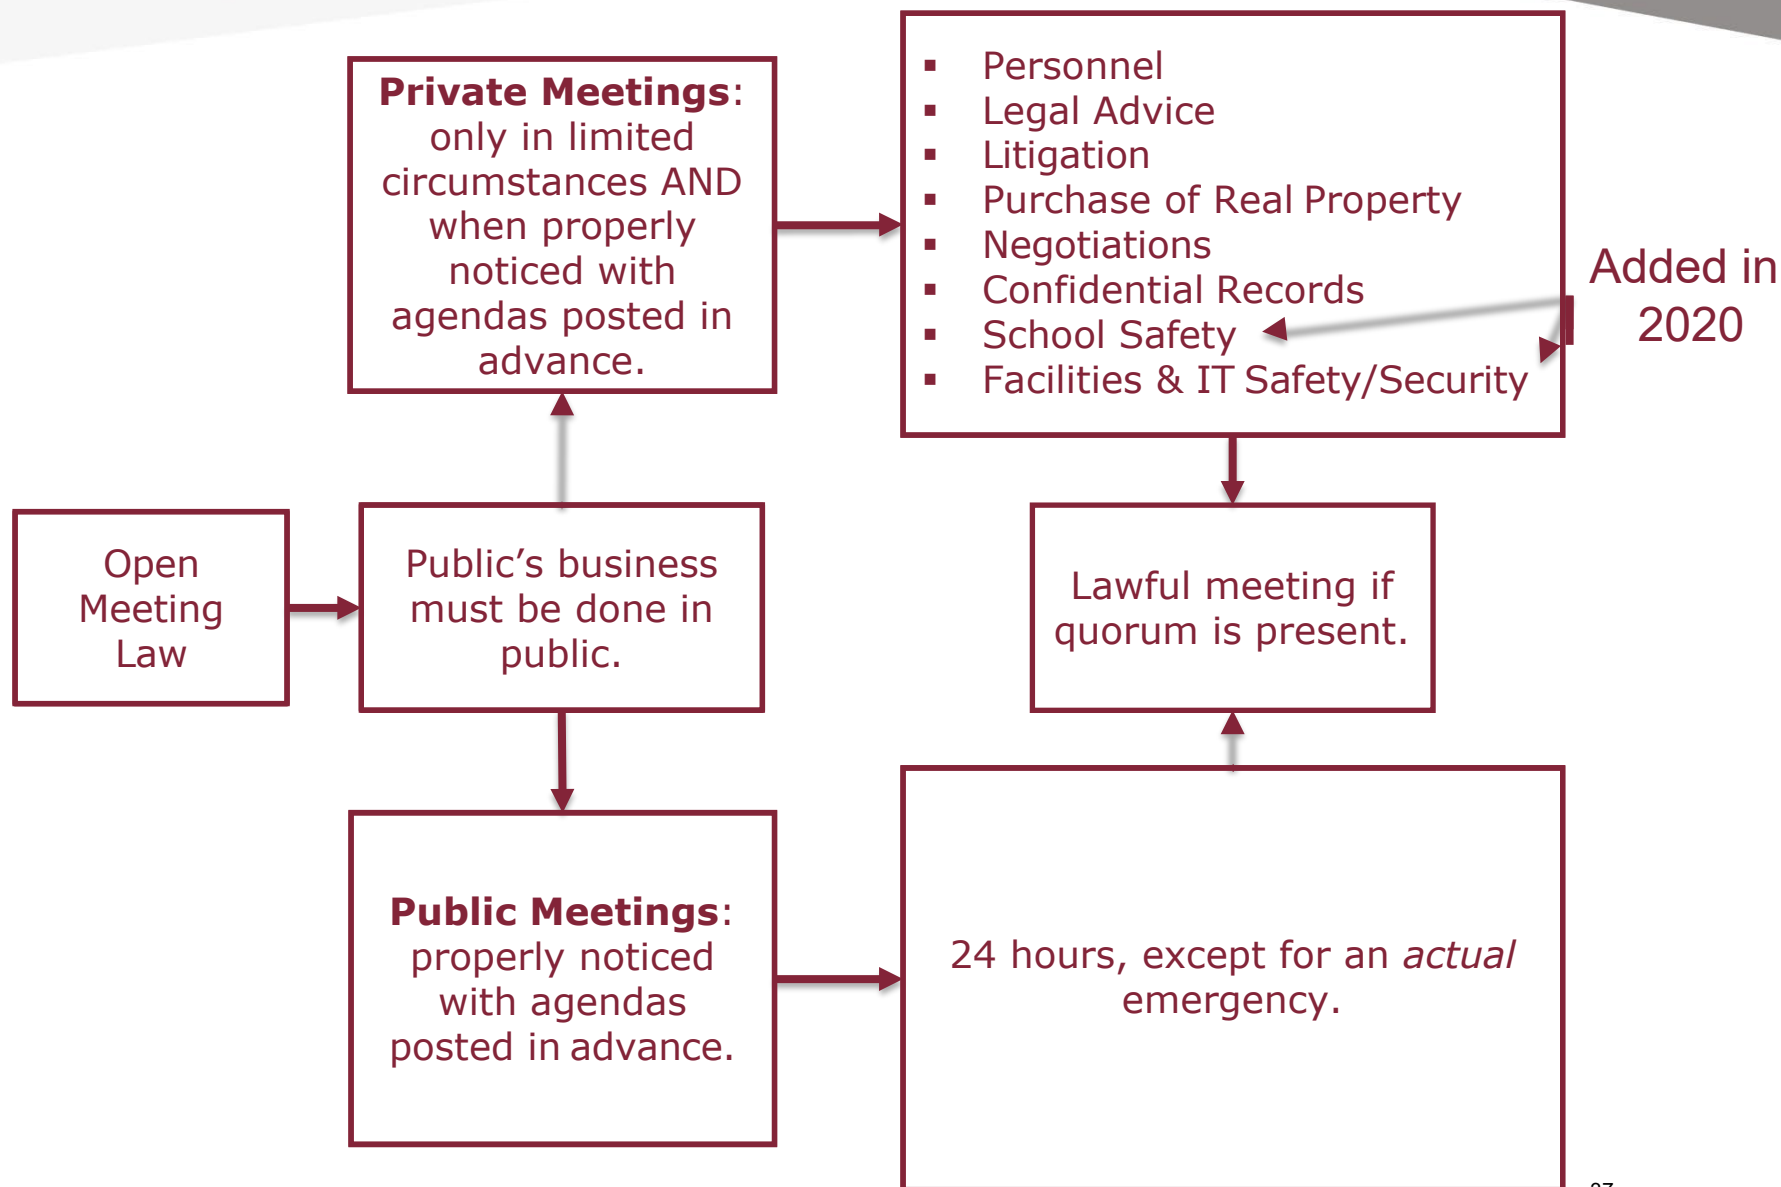 Private Meetings:
only in limited
circumstances AND
when properly
noticed with
agendas posted in
advance.
▪ Personnel
▪ Legal Advice
▪ Litigation
▪ Purchase of Real Property
▪ Negotiations
▪ Confidential Records
▪ School Safety
▪ Facilities & IT Safety/Security
Added in
2020
Open
Meeting
Law
Public’s business
must be done in
public.
Lawful meeting if
quorum is present.
Public Meetings:
properly noticed
with agendas
posted in advance.
24 hours, except for an actual
emergency.